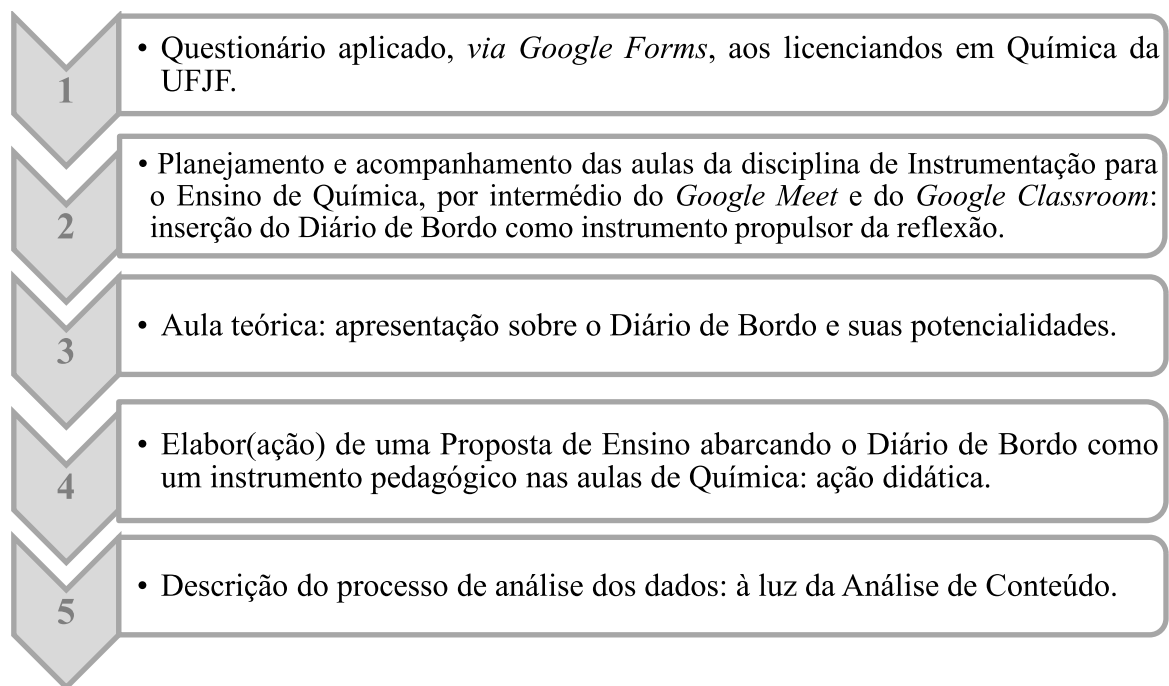 1
• Questionário aplicado, via Google Forms, aos licenciandos em Química da
UFJF.
2
• Planejamento e acompanhamento das aulas da disciplina de Instrumentação para
o Ensino de Química, por intermédio do Google Meet e do Google Classroom:
inserção do Diário de Bordo como instrumento propulsor da reflexão.
3
• Aula teórica: apresentação sobre o Diário de Bordo e suas potencialidades.
4
• Elabor(ação) de uma Proposta de Ensino abarcando o Diário de Bordo como
um instrumento pedagógico nas aulas de Química: ação didática.
5
• Descrição do processo de análise dos dados: à luz da Análise de Conteúdo.